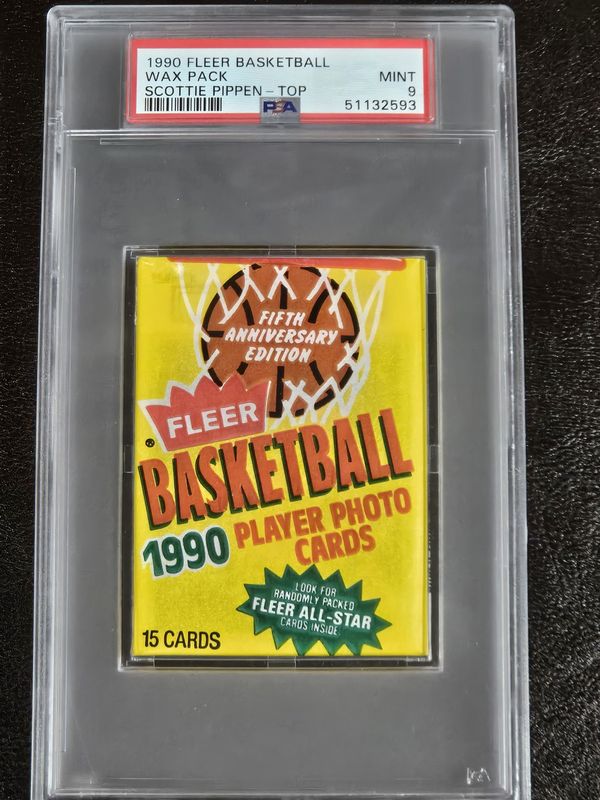 1990 FLEER BASKETBALL
WAX PACK MINT
SCOTTIE PIPPEN - TOP 9
PSA 51132593
FIFTH
ANNIVERSARY
EDITION
FLEER
®
BASKETBALL
1990 PLAYER PHOTO
CARDS
LOOK FOR
RANDOMLY PACKED
FLEER ALL-STAR
CARDS INSIDE.
15 CARDS